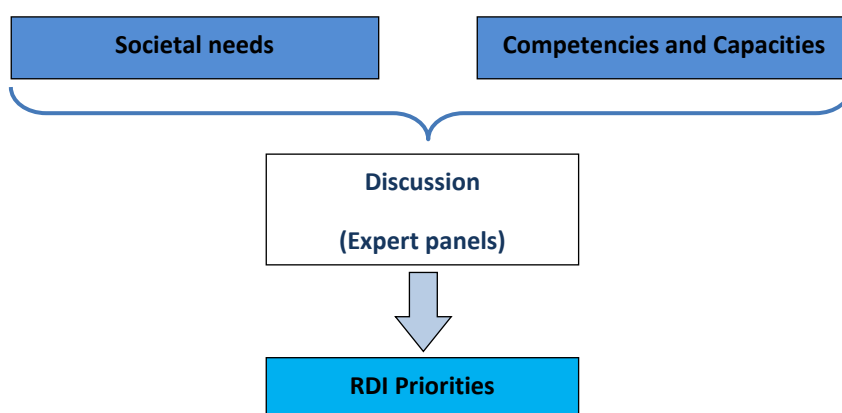 Societal needs
Competencies and Capacities
Discussion
(Expert panels)
RDI Priorities